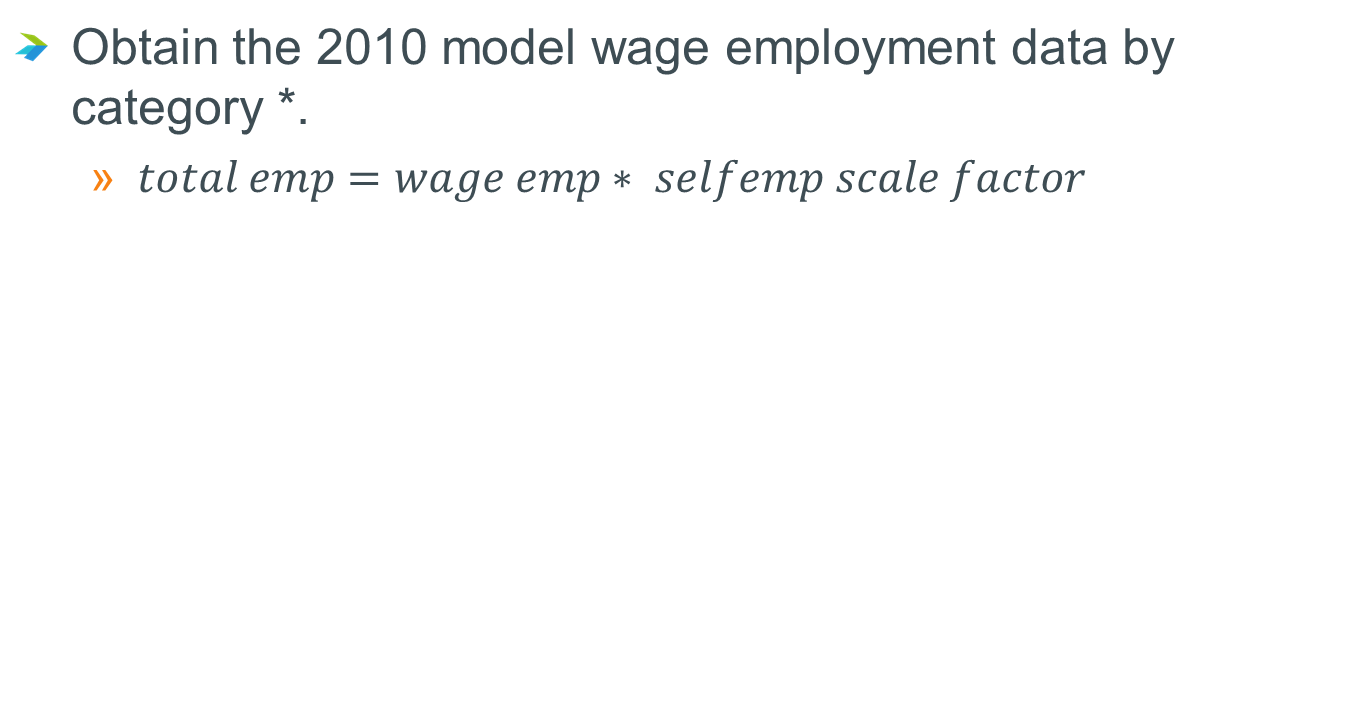 Obtain the 2010 model wage employment data by
category *.
» total emp = wage emp ∗ selfemp scale factor